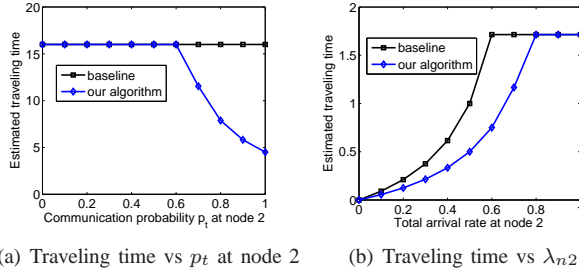 20
15
10
5
0
0 0.2 0.4 0.6 0.8 1
Estimated traveling time
Communication probability p_t at node 2
baseline
our algorithm
(a) Traveling time vs p_t at node 2
2
1.5
1
0.5
0
0 0.2 0.4 0.6 0.8 1
Estimated traveling time
Total arrival rate at node 2
baseline
our algorithm
(b) Traveling time vs λ_{n2}